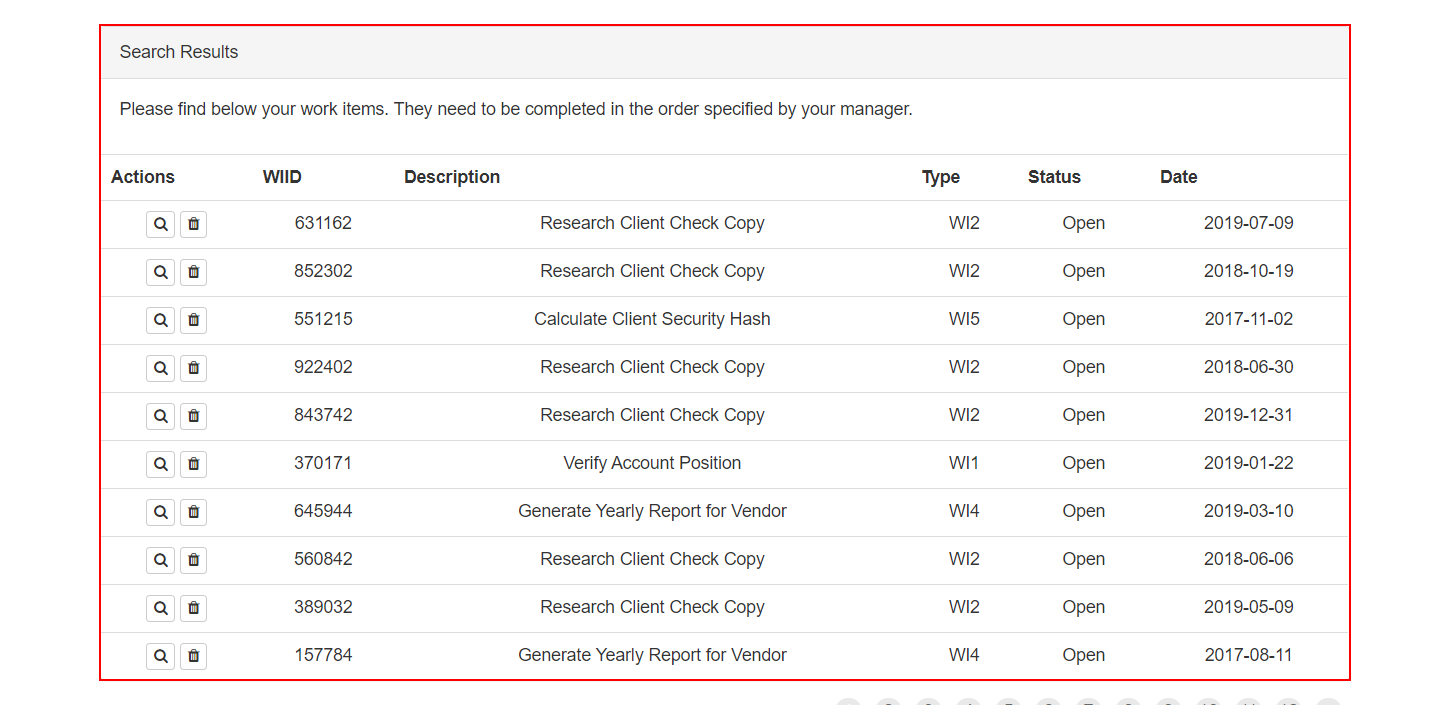 Search Results
Please find below your work items. They need to be completed in the order specified by your manager.
Actions WIID Description Type Status Date
631162 Research Client Check Copy WI2 Open 2019-07-09
852302 Research Client Check Copy WI2 Open 2018-10-19
551215 Calculate Client Security Hash WI5 Open 2017-11-02
922402 Research Client Check Copy WI2 Open 2018-06-30
843742 Research Client Check Copy WI2 Open 2019-12-31
370171 Verify Account Position WI1 Open 2019-01-22
645944 Generate Yearly Report for Vendor WI4 Open 2019-03-10
560842 Research Client Check Copy WI2 Open 2018-06-06
389032 Research Client Check Copy WI2 Open 2019-05-09
157784 Generate Yearly Report for Vendor WI4 Open 2017-08-11